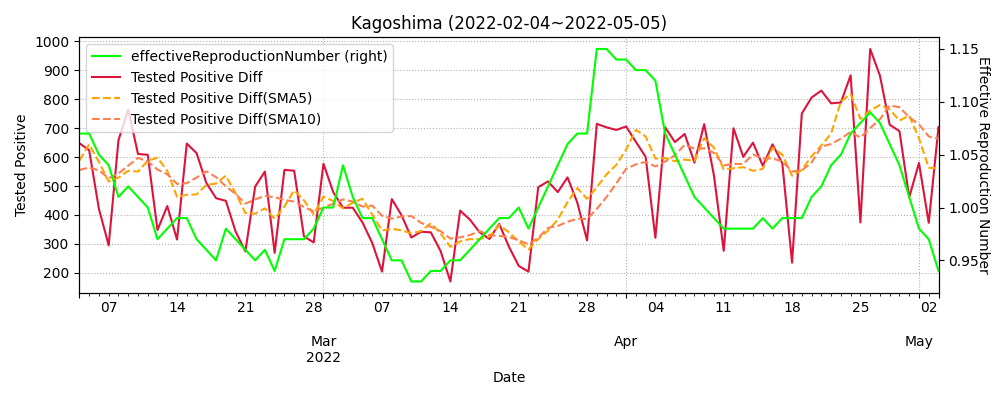 Kagoshima (2022-02-04~2022-05-05)
effectiveReproductionNumber (right)
Tested Positive Diff
Tested Positive Diff(SMA5)
Tested Positive Diff(SMA10)
Tested Positive
1000
900
800
700
600
500
400
300
200
1.15
1.10
1.05
1.00
0.95
Effective Reproduction Number
07 14 21 28 07 14 21 28 04 11 18 25 02
Mar Apr May
2022
Date